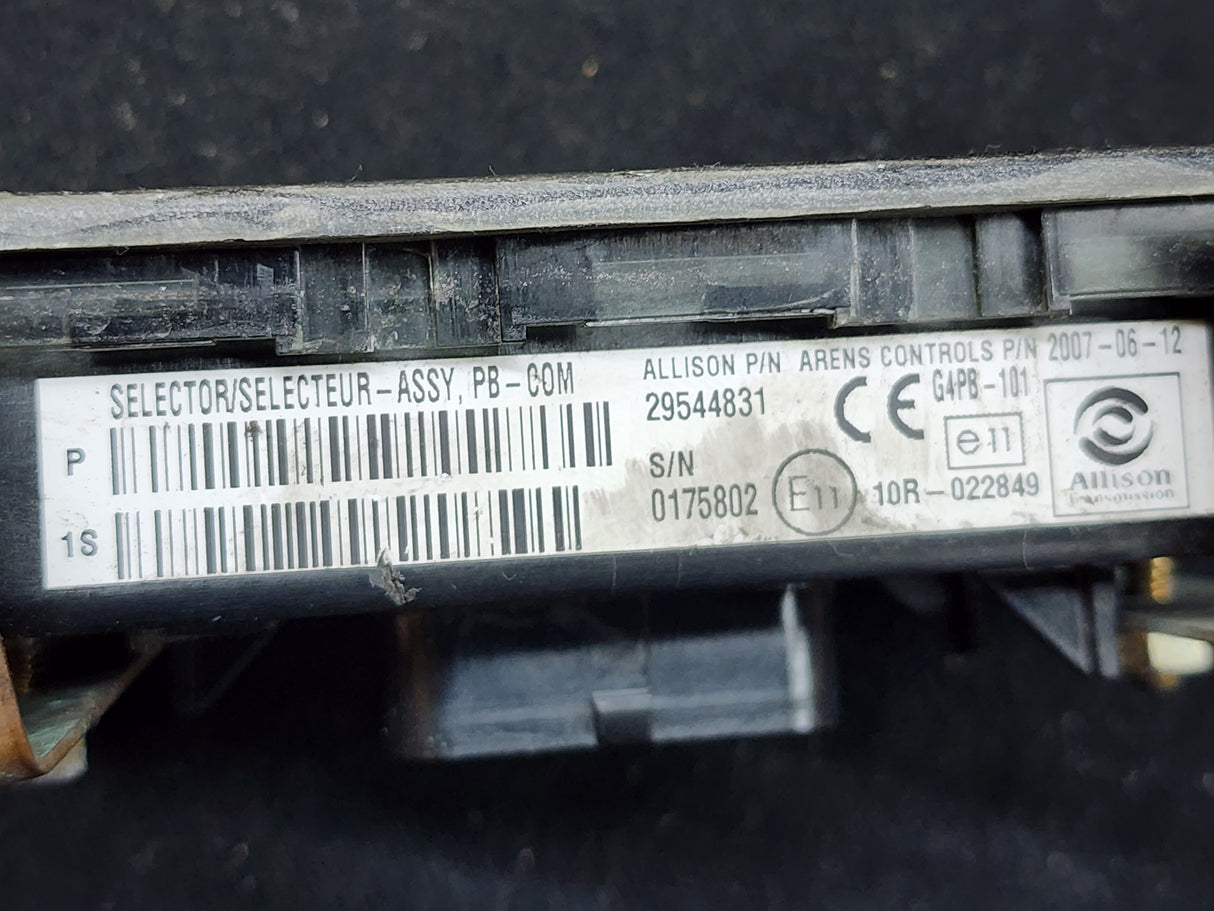 SELECTOR/SELECTEUR-ASSY, PB-COM
ALLISON P/N
29544831
ARENS CONTROLS P/N
G4PB-101
2007-06-12
P
1S
S/N
0175802
CE
e11
E11
10R-022849
Allison
Transmission